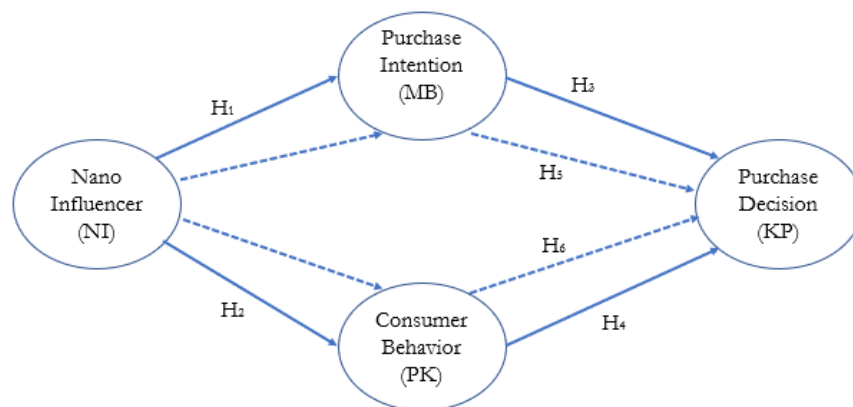 Purchase
Intention
(MB)
H₁
H₃
Nano
Influencer
(NI)
H₅
Purchase
Decision
(KP)
H₆
H₂
Consumer
Behavior
(PK)
H₄